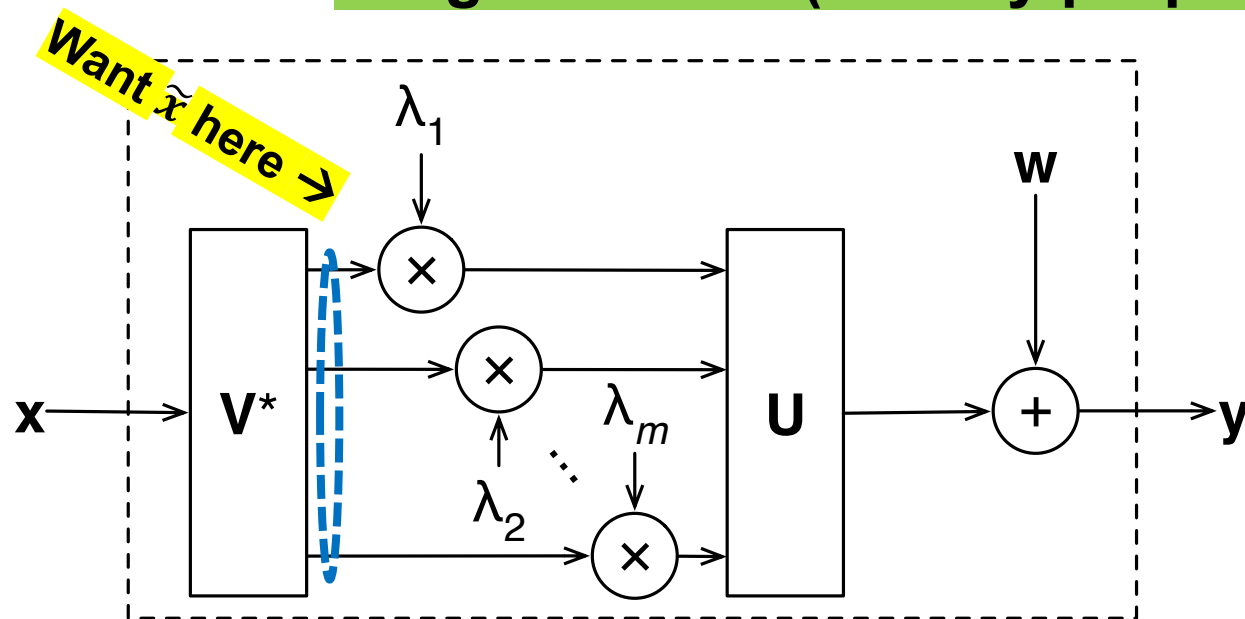 Want x̃ here →
λ1
w
×
×
x
V*
λm
U
+
y
λ2
⋱
×